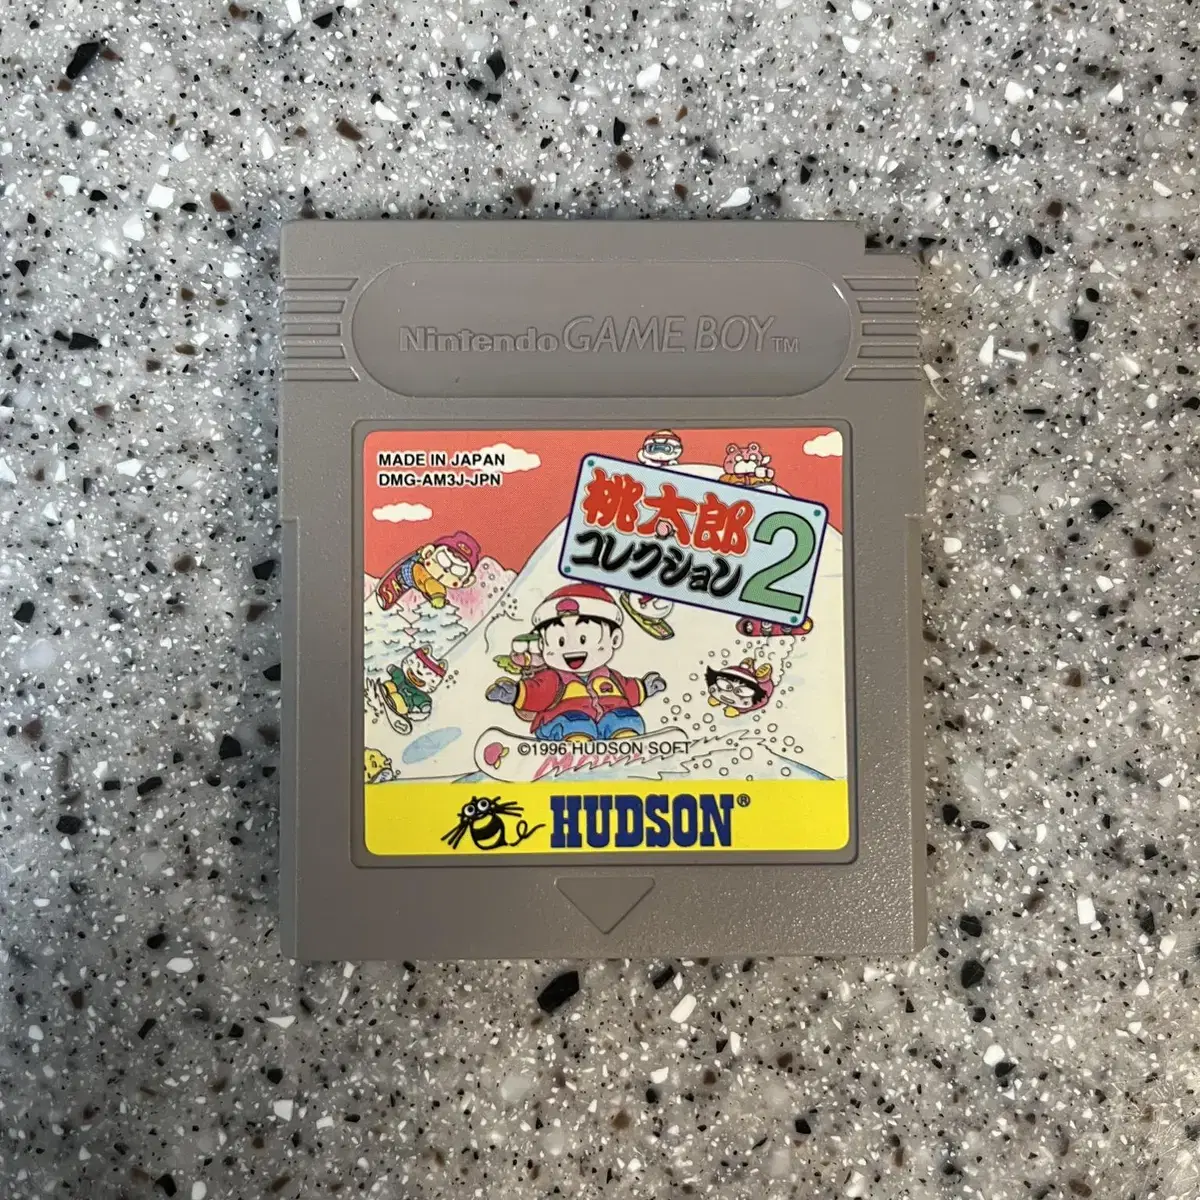 Nintendo GAME BOY™
MADE IN JAPAN
DMG-AM3J-JPN
桃太郎
コレクション2
©1996 HUDSON SOFT
HUDSON®